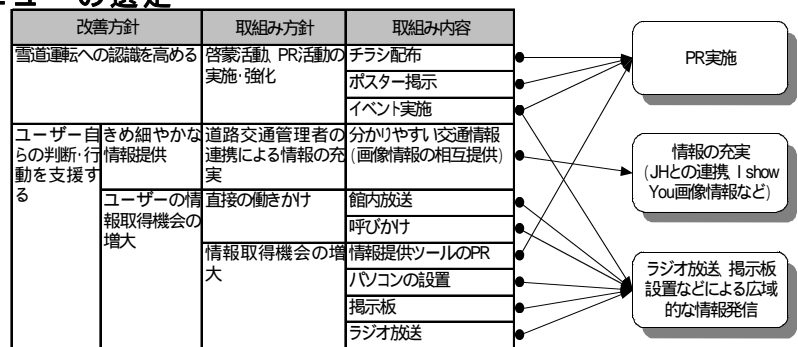 ューの選定
改善方針
取組み方針
取組み内容
雪道運転への認識を高める
啓蒙活動、PR活動の
実施・強化
チラシ配布
ポスター掲示
イベント実施
ユーザー自
らの判断・行
動を支援す
る
きめ細やかな
情報提供
道路交通管理者の
連携による情報の充
実
分かりやすい交通情報
(画像情報の相互提供)
ユーザーの情
報取得機会の
増大
直接の働きかけ
館内放送
呼びかけ
情報取得機会の増
大
情報提供ツールのPR
パソコンの設置
掲示板
ラジオ放送
PR実施
情報の充実
(JHとの連携、I show
You画像情報など)
ラジオ放送、掲示板
設置などによる広域
的な情報発信